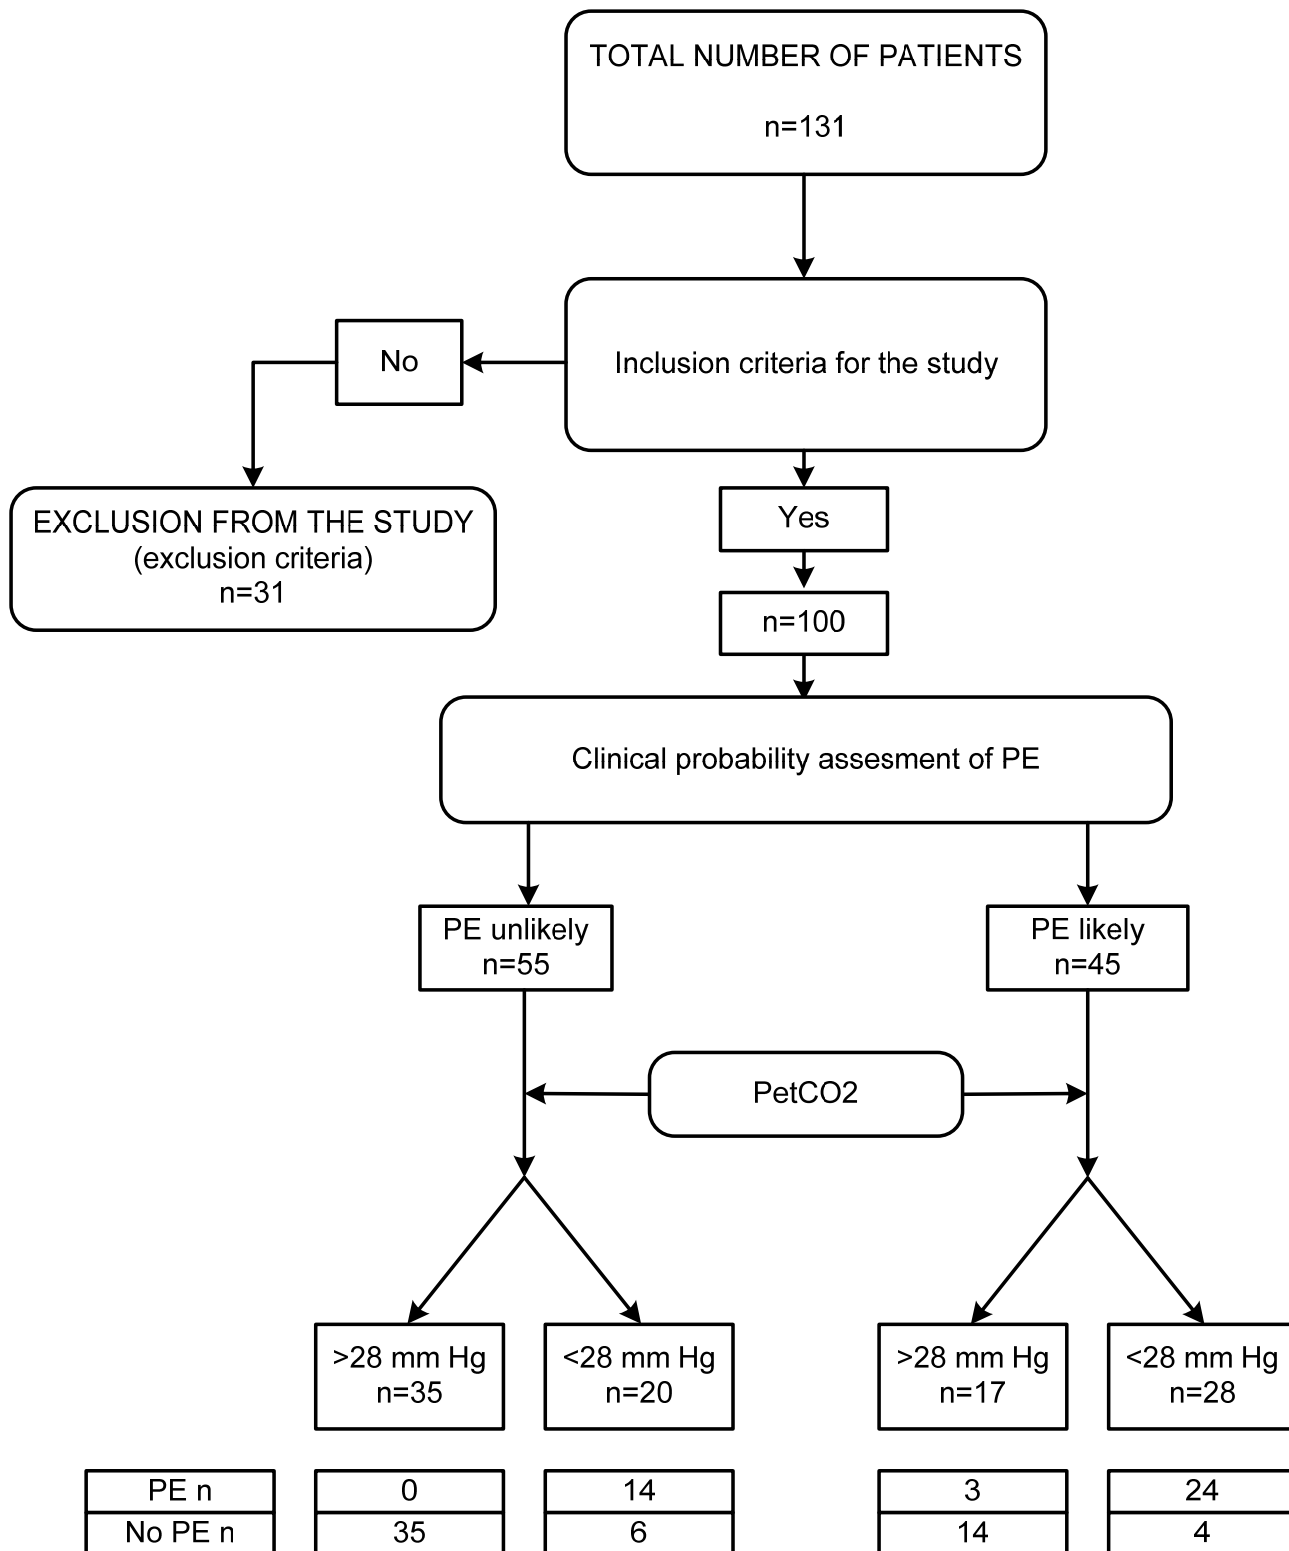 TOTAL NUMBER OF PATIENTS
n=131
No
Inclusion criteria for the study
EXCLUSION FROM THE STUDY
(exclusion criteria)
n=31
Yes
n=100
Clinical probability assesment of PE
PE unlikely
n=55
PE likely
n=45
PetCO2
>28 mm Hg
n=35
<28 mm Hg
n=20
>28 mm Hg
n=17
<28 mm Hg
n=28
PE n 0 14 3 24
No PE n 35 6 14 4